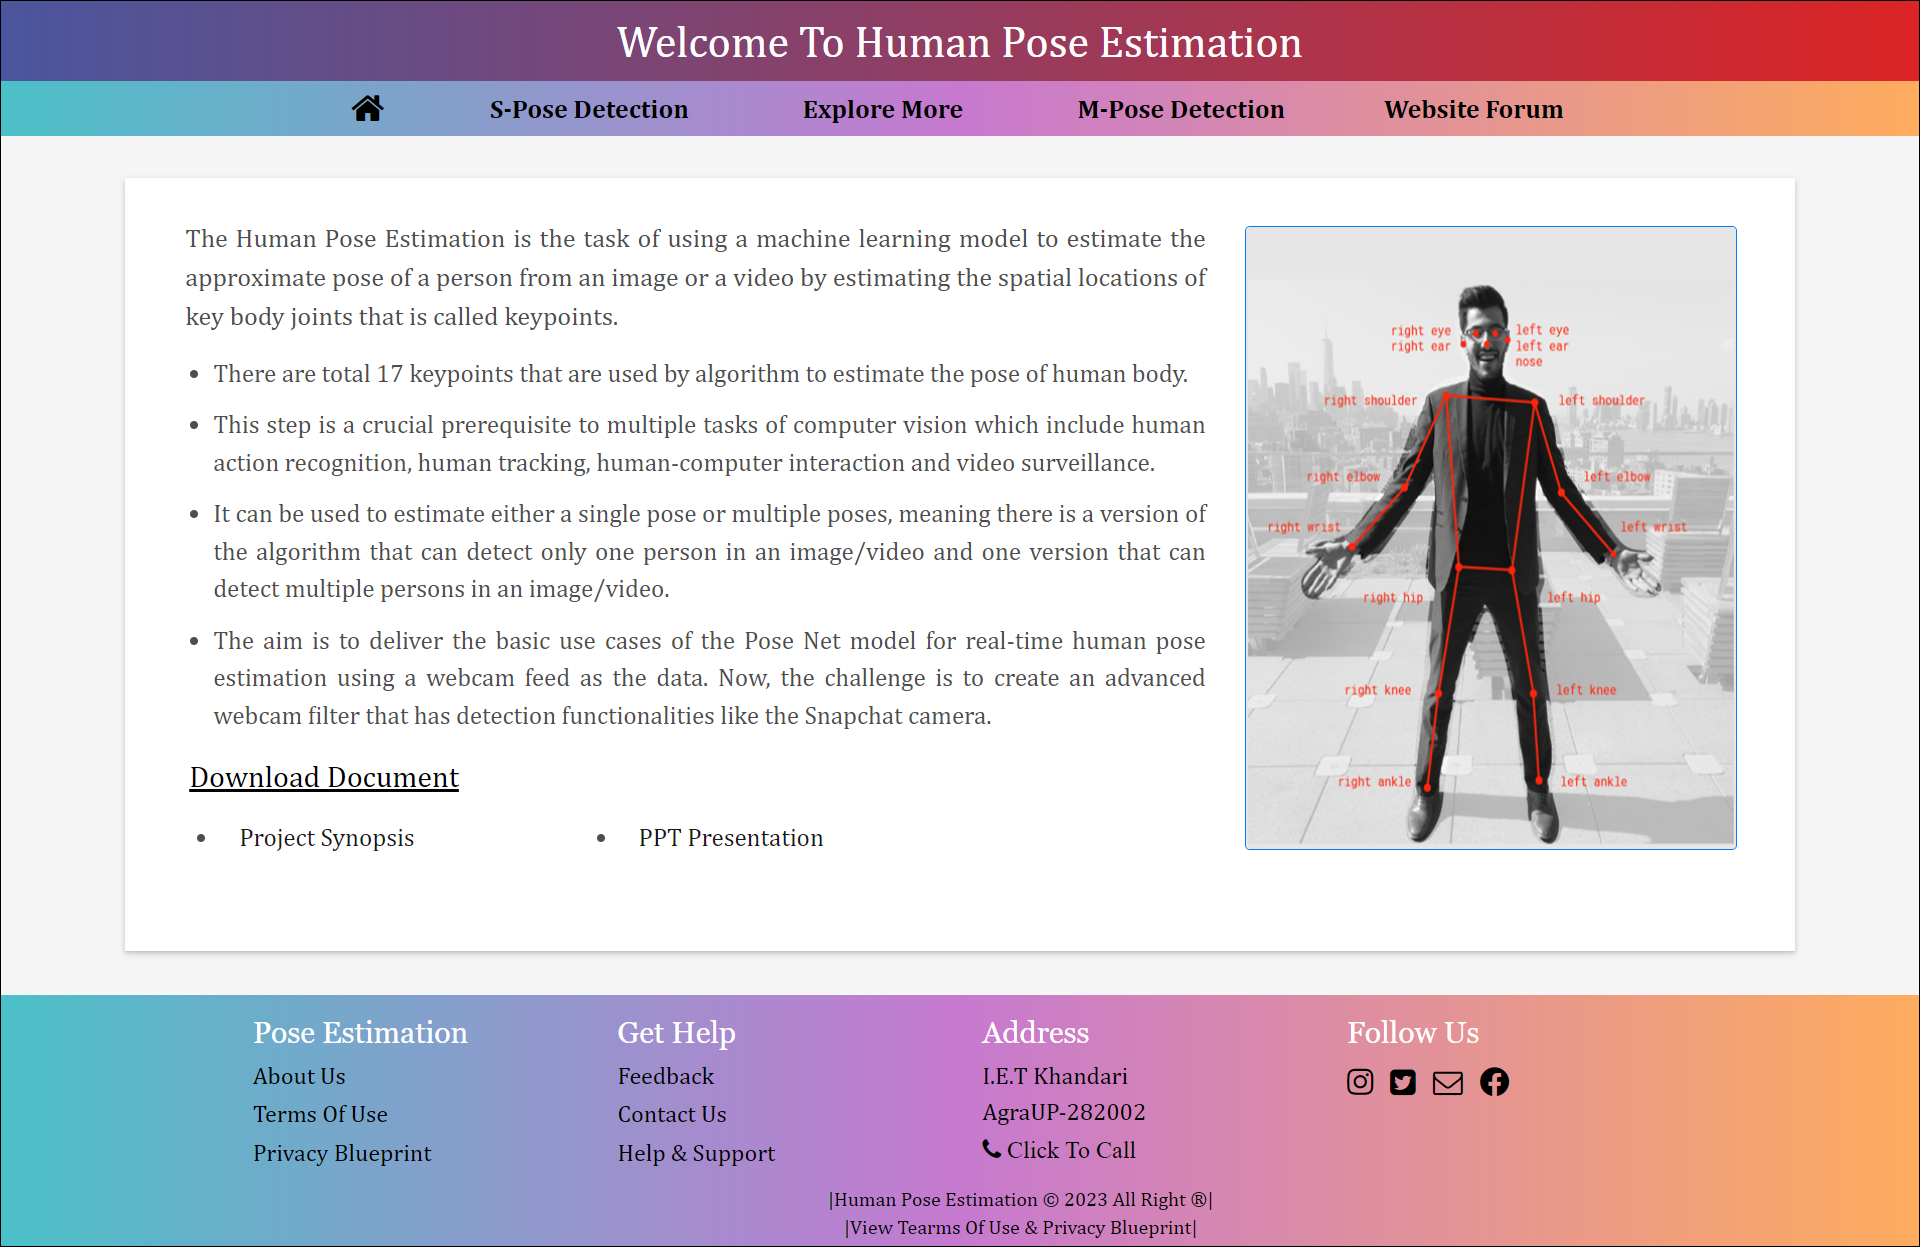 Welcome To Human Pose Estimation
S-Pose Detection Explore More M-Pose Detection Website Forum
The Human Pose Estimation is the task of using a machine learning model to estimate the
approximate pose of a person from an image or a video by estimating the spatial locations of
key body joints that is called keypoints.
• There are total 17 keypoints that are used by algorithm to estimate the pose of human body.
• This step is a crucial prerequisite to multiple tasks of computer vision which include human
action recognition, human tracking, human-computer interaction and video surveillance.
• It can be used to estimate either a single pose or multiple poses, meaning there is a version of
the algorithm that can detect only one person in an image/video and one version that can
detect multiple persons in an image/video.
• The aim is to deliver the basic use cases of the Pose Net model for real-time human pose
estimation using a webcam feed as the data. Now, the challenge is to create an advanced
webcam filter that has detection functionalities like the Snapchat camera.
Download Document
• Project Synopsis • PPT Presentation
right eye left eye
right ear left ear
nose
right shoulder left shoulder
right elbow left elbow
right wrist left wrist
right hip left hip
right knee left knee
right ankle left ankle
Pose Estimation
About Us
Terms Of Use
Privacy Blueprint
Get Help
Feedback
Contact Us
Help & Support
Address
I.E.T Khandari
AgraUP-282002
Click To Call
Follow Us
|Human Pose Estimation © 2023 All Right ®|
|View Tearms Of Use & Privacy Blueprint|